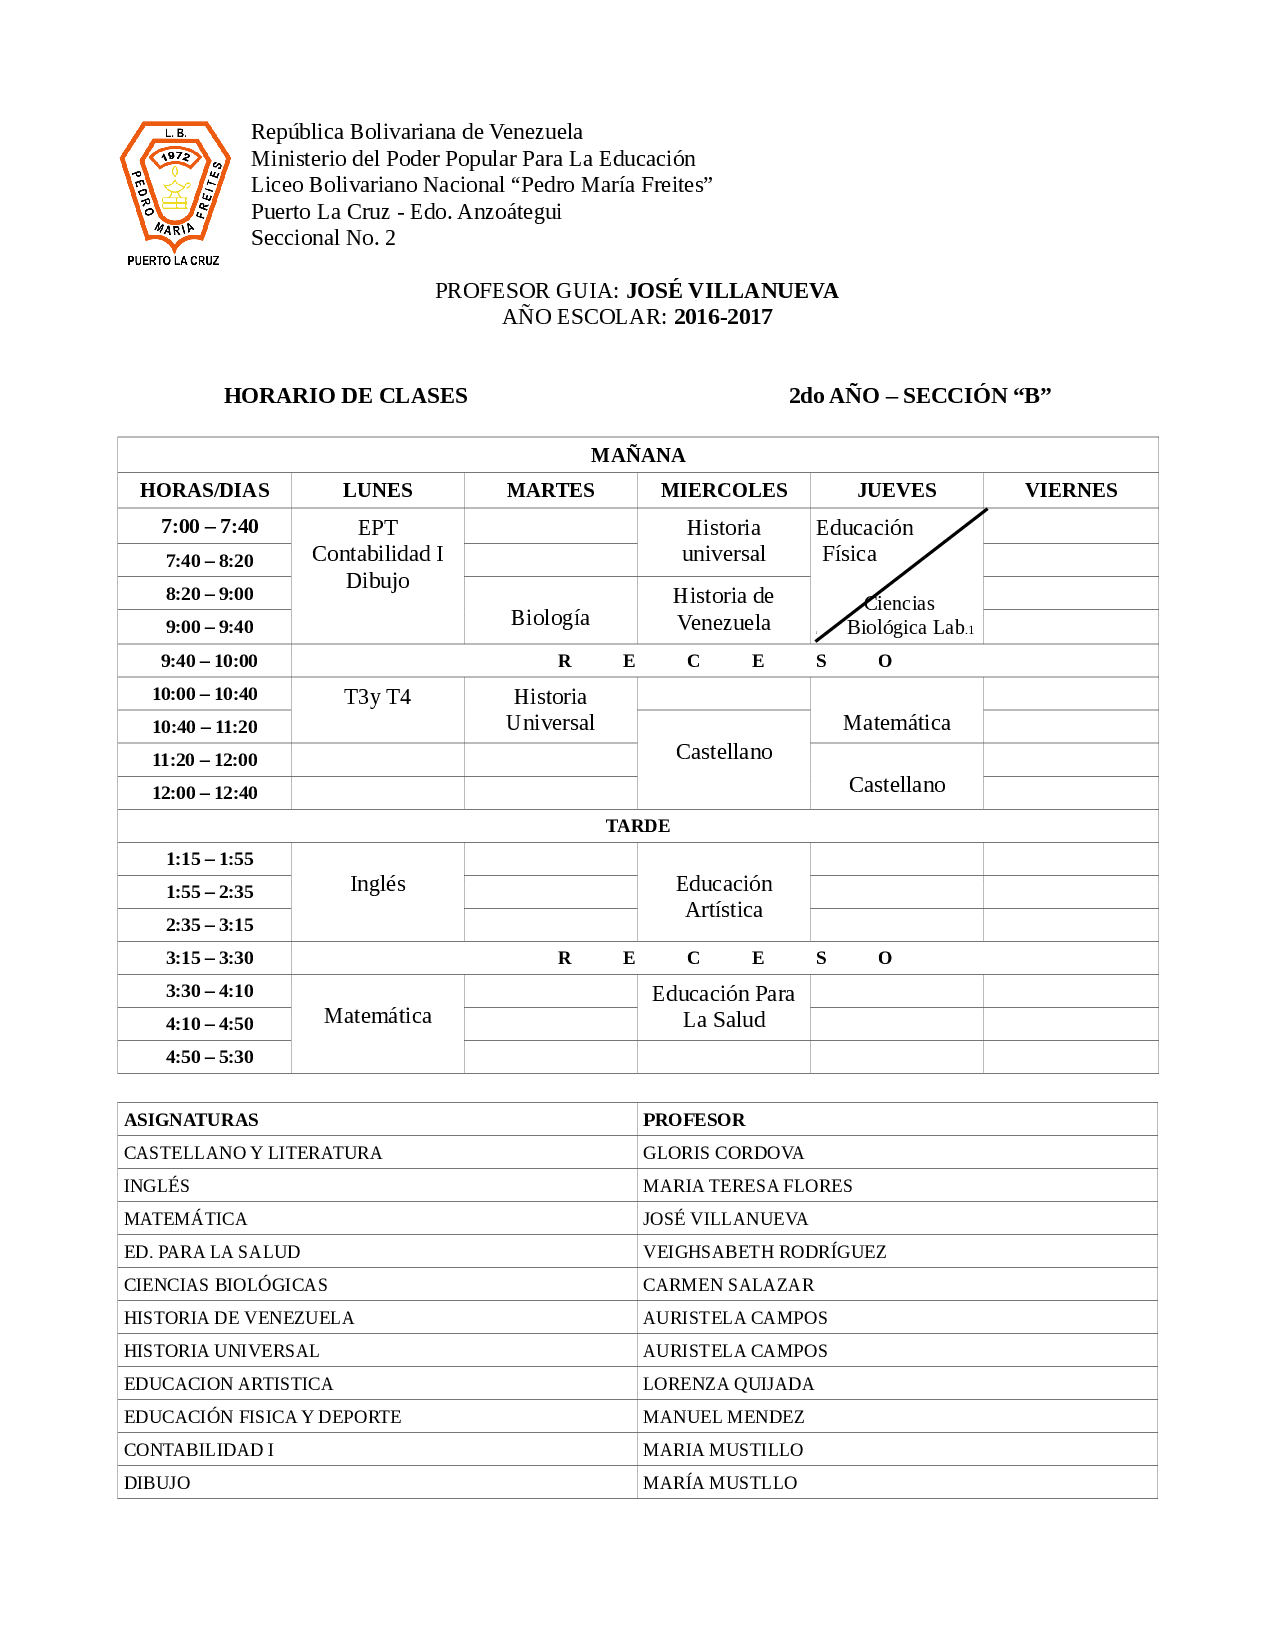 L. B.
1972
PEDRO MARIA FREITES
PUERTO LA CRUZ
República Bolivariana de Venezuela
Ministerio del Poder Popular Para La Educación
Liceo Bolivariano Nacional “Pedro María Freites”
Puerto La Cruz - Edo. Anzoátegui
Seccional No. 2
PROFESOR GUIA: JOSÉ VILLANUEVA
AÑO ESCOLAR: 2016-2017
HORARIO DE CLASES 2do AÑO – SECCIÓN “B”
MAÑANA
HORAS/DIAS LUNES MARTES MIERCOLES JUEVES VIERNES
7:00 – 7:40 EPT Historia Educación
Contabilidad I universal Física
7:40 – 8:20 Dibujo
8:20 – 9:00 Historia de Ciencias
9:00 – 9:40 Biología Venezuela Biológica Lab.1
9:40 – 10:00 R E C E S O
10:00 – 10:40 T3y T4 Historia
10:40 – 11:20 Universal Matemática
11:20 – 12:00 Castellano
12:00 – 12:40 Castellano
TARDE
1:15 – 1:55
1:55 – 2:35 Inglés Educación
2:35 – 3:15 Artística
3:15 – 3:30 R E C E S O
3:30 – 4:10 Educación Para
4:10 – 4:50 Matemática La Salud
4:50 – 5:30
ASIGNATURAS PROFESOR
CASTELLANO Y LITERATURA GLORIS CORDOVA
INGLÉS MARIA TERESA FLORES
MATEMÁTICA JOSÉ VILLANUEVA
ED. PARA LA SALUD VEIGHSABETH RODRÍGUEZ
CIENCIAS BIOLÓGICAS CARMEN SALAZAR
HISTORIA DE VENEZUELA AURISTELA CAMPOS
HISTORIA UNIVERSAL AURISTELA CAMPOS
EDUCACION ARTISTICA LORENZA QUIJADA
EDUCACIÓN FISICA Y DEPORTE MANUEL MENDEZ
CONTABILIDAD I MARIA MUSTILLO
DIBUJO MARÍA MUSTLLO